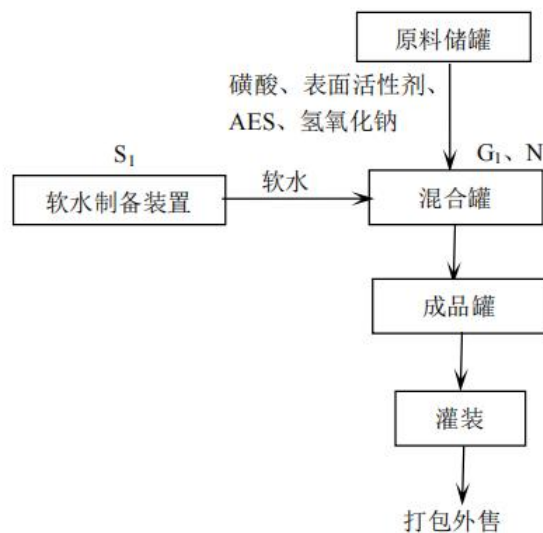 原料储罐
磺酸、表面活性剂、
AES、氢氧化钠
S₁
G₁、N
软水制备装置
软水
混合罐
成品罐
灌装
打包外售